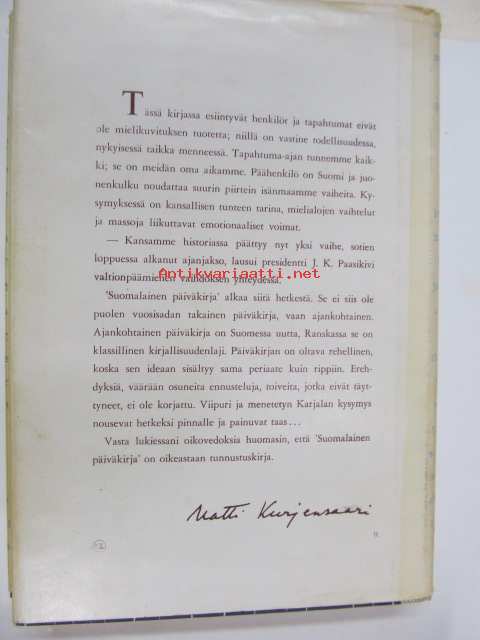 Tässä kirjassa esiintyvät henkilöt ja tapahtumat eivät
ole mielikuvituksen tuotetta; niillä on vastine todellisuudessa,
nykyisessä taikka menneessä. Tapahtuma-ajan tunnemme kaik-
ki; se on meidän oma aikamme. Päähenkilö on Suomi ja juo-
nenkulku noudattaa suurin piirtein isänmaamme vaiheita. Ky-
symyksessä on kansallisen tunteen tarina, mielialojen vaihtelut
ja massoja liikuttavat emotionaaliset voimat.
— Kansamme historiassa päättyy nyt yksi vaihe, sotien
loppuessa alkanut ajanjakso, lausui presidentti J. K. Paasikivi
Antikvariaatti.net
valtionpäämiehen vaihdoksen yhteydessä.
'Suomalainen päiväkirja' alkaa siitä hetkestä. Se ei siis ole
puolen vuosisadan takainen päiväkirja, vaan ajankohtainen.
Ajankohtainen päiväkirja on Suomessa uutta, Ranskassa se on
klassillinen kirjallisuudenlaji. Päiväkirjan on oltava rehellinen,
koska sen ideaan sisältyy sama periaate kuin rippiin. Ereh-
dyksiä, väärään osuneita ennusteluja, toiveita, jotka eivät täyt-
tyneet, ei ole korjattu. Viipuri ja menetetyn Karjalan kysymys
nousevat hetkeksi pinnalle ja painuvat taas...
Vasta lukiessani oikovedoksia huomasin, että 'Suomalainen
päiväkirja' on oikeastaan tunnustuskirja.
Matti Kurjensaari